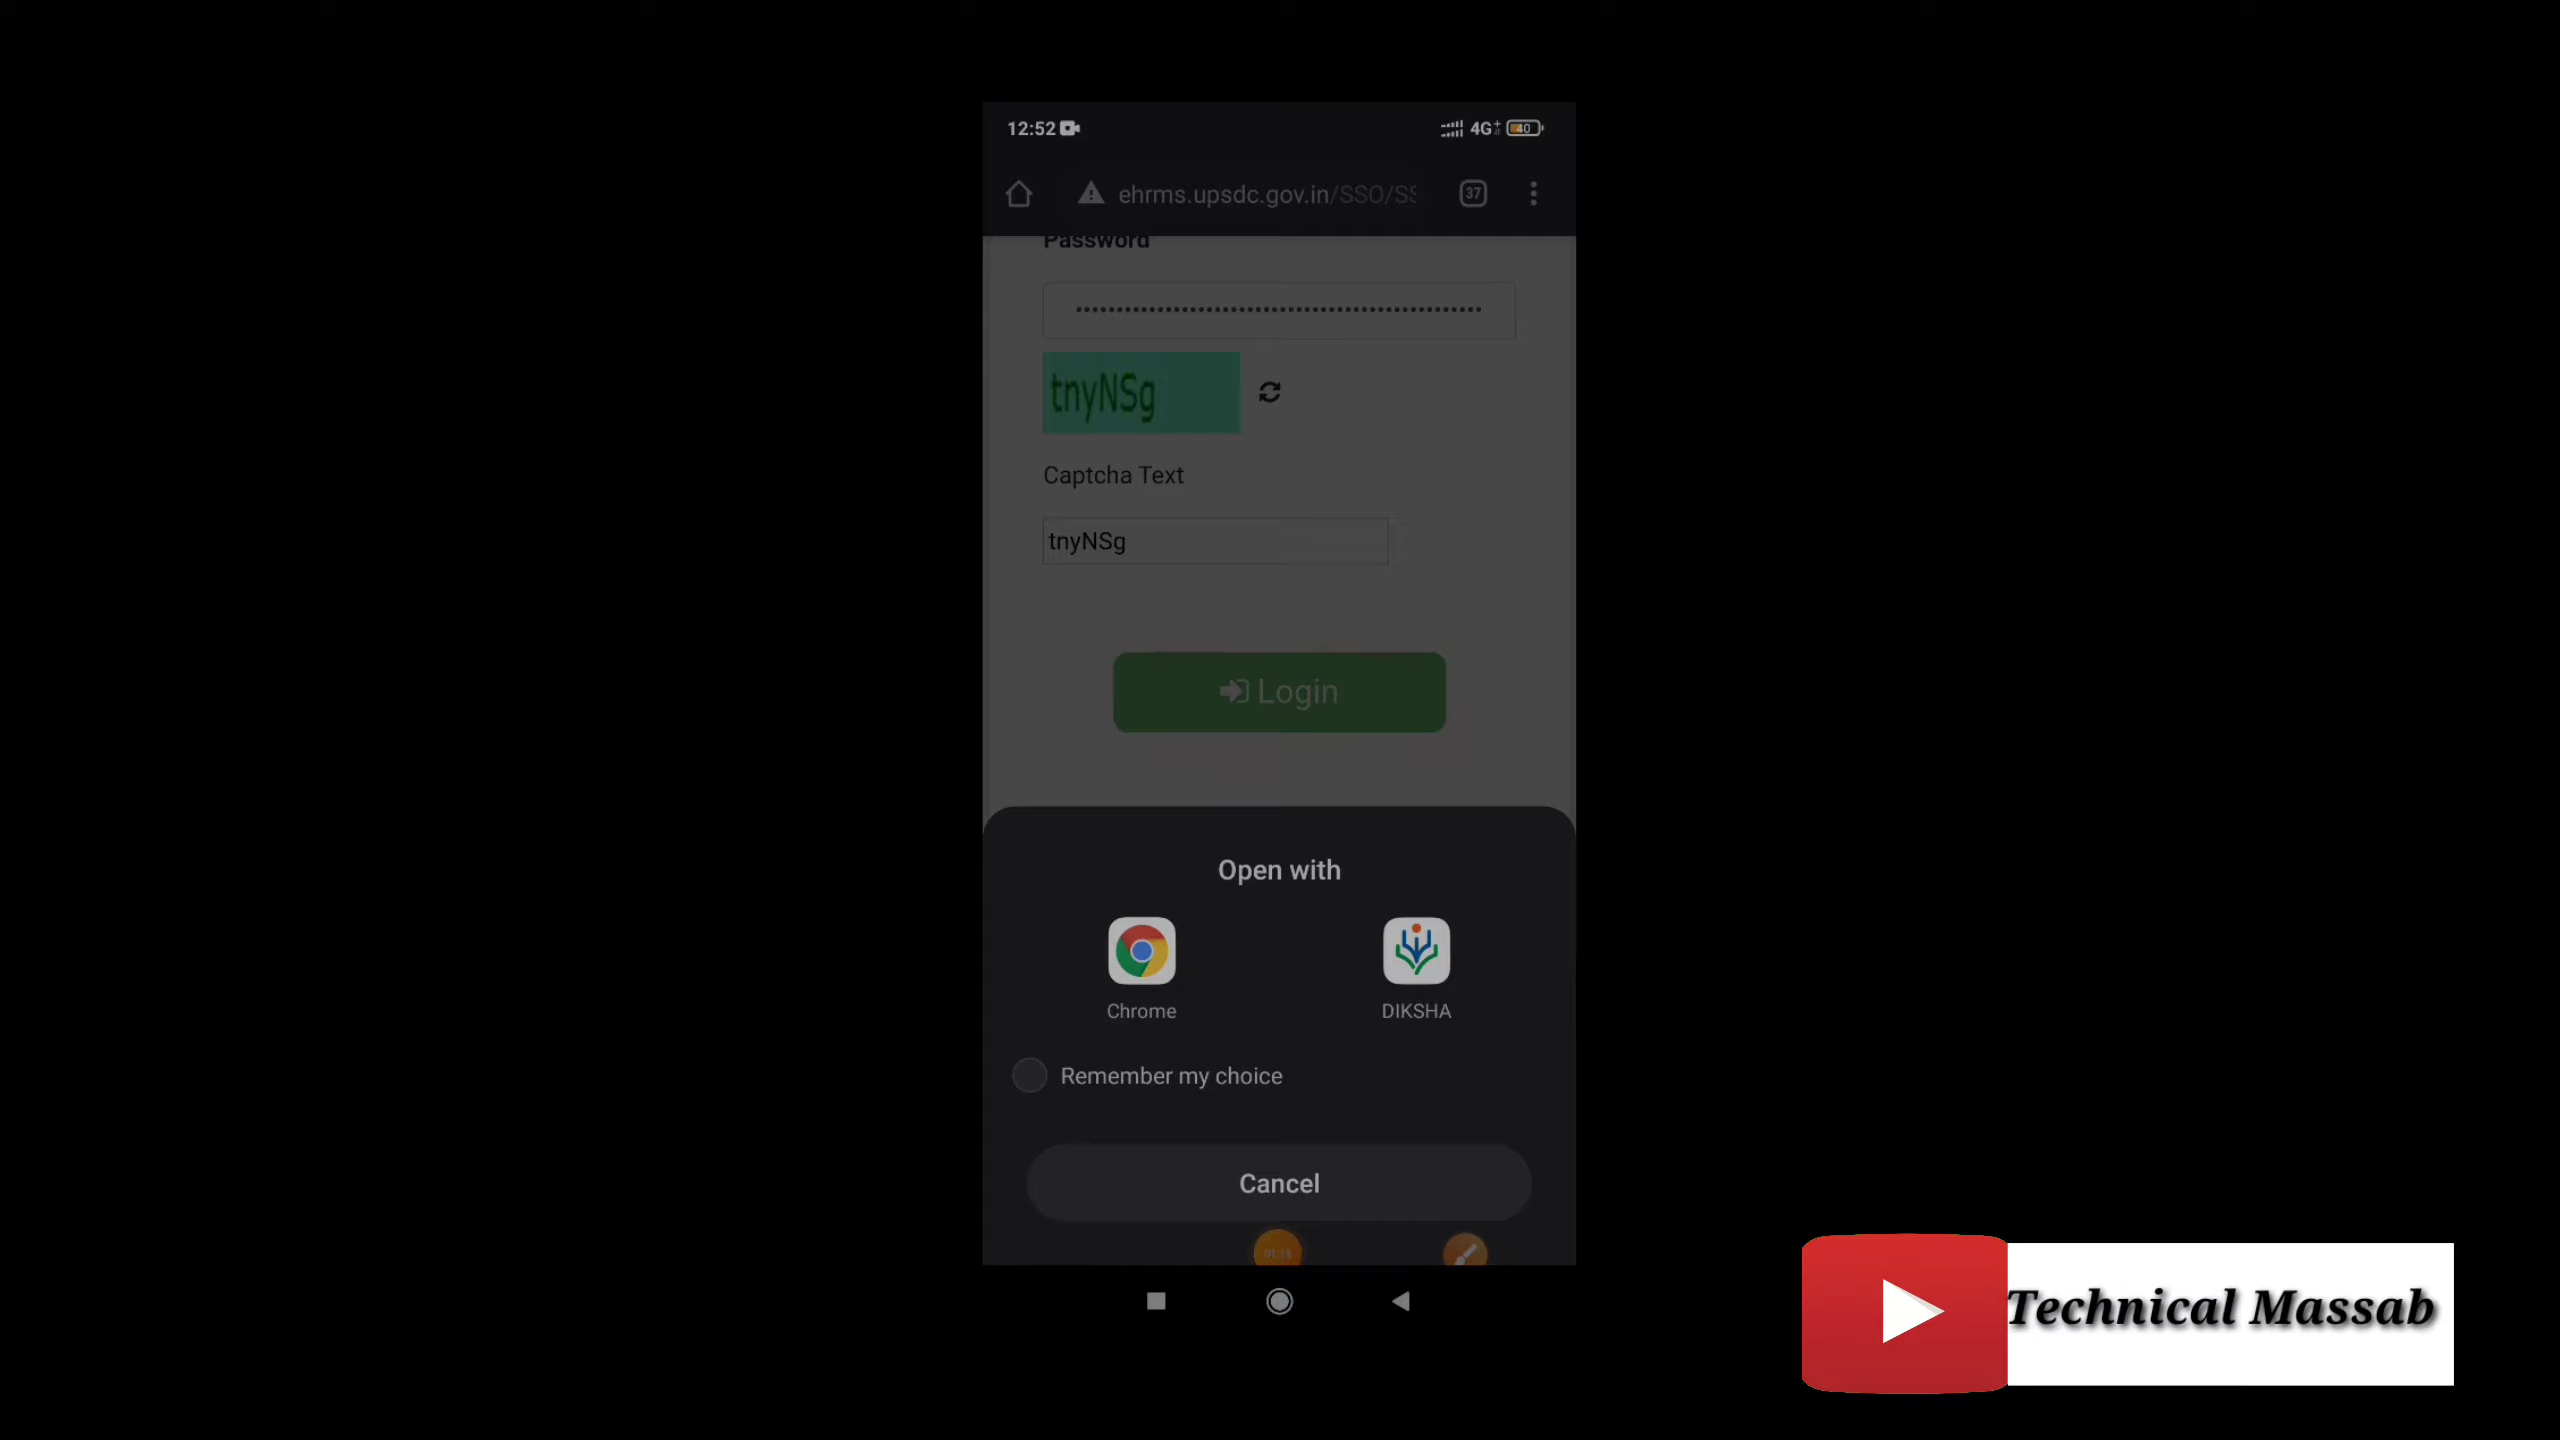 12:52
4G+
40
ehrms.upsdc.gov.in/SSO/SS
37
Password
tnyNSg
Captcha Text
tnyNSg
Login
Open with
Chrome
DIKSHA
Remember my choice
Cancel
Technical Massab